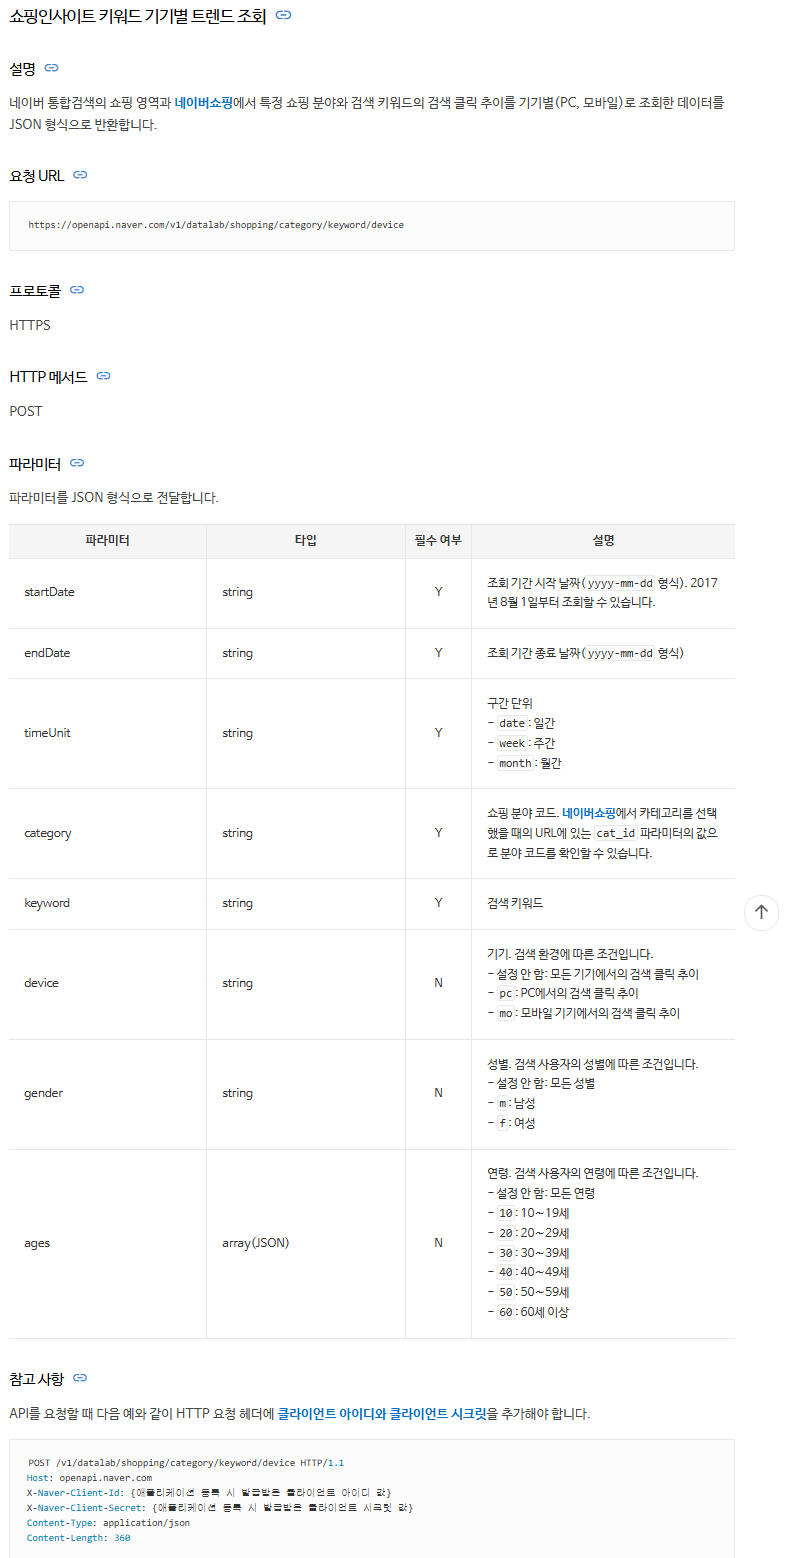 쇼핑인사이트 키워드 기기별 트렌드 조회
설명
네이버 통합검색의 쇼핑 영역과 네이버쇼핑에서 특정 쇼핑 분야와 검색 키워드의 검색 클릭 추이를 기기별(PC, 모바일)로 조회한 데이터를
JSON 형식으로 반환합니다.
요청 URL
https://openapi.naver.com/v1/datalab/shopping/category/keyword/device
프로토콜
HTTPS
HTTP 메서드
POST
파라미터
파라미터를 JSON 형식으로 전달합니다.
파라미터 타입 필수 여부 설명
startDate string Y 조회 기간 시작 날짜(yyyy-mm-dd 형식). 2017
년 8월 1일부터 조회할 수 있습니다.
endDate string Y 조회 기간 종료 날짜(yyyy-mm-dd 형식)
timeUnit string Y 구간 단위
- date: 일간
- week: 주간
- month: 월간
category string Y 쇼핑 분야 코드. 네이버쇼핑에서 카테고리를 선택
했을 때의 URL에 있는 cat_id 파라미터의 값으
로 분야 코드를 확인할 수 있습니다.
keyword string Y 검색 키워드
device string N 기기. 검색 환경에 따른 조건입니다.
- 설정 안 함: 모든 기기에서의 검색 클릭 추이
- pc: PC에서의 검색 클릭 추이
- mo: 모바일 기기에서의 검색 클릭 추이
gender string N 성별. 검색 사용자의 성별에 따른 조건입니다.
- 설정 안 함: 모든 성별
- m: 남성
- f: 여성
ages array(JSON) N 연령. 검색 사용자의 연령에 따른 조건입니다.
- 설정 안 함: 모든 연령
- 10: 10∼19세
- 20: 20∼29세
- 30: 30∼39세
- 40: 40∼49세
- 50: 50∼59세
- 60: 60세 이상
참고 사항
API를 요청할 때 다음 예와 같이 HTTP 요청 헤더에 클라이언트 아이디와 클라이언트 시크릿을 추가해야 합니다.
POST /v1/datalab/shopping/category/keyword/device HTTP/1.1
Host: openapi.naver.com
X-Naver-Client-Id: {애플리케이션 등록 시 발급받은 클라이언트 아이디 값}
X-Naver-Client-Secret: {애플리케이션 등록 시 발급받은 클라이언트 시크릿 값}
Content-Type: application/json
Content-Length: 360